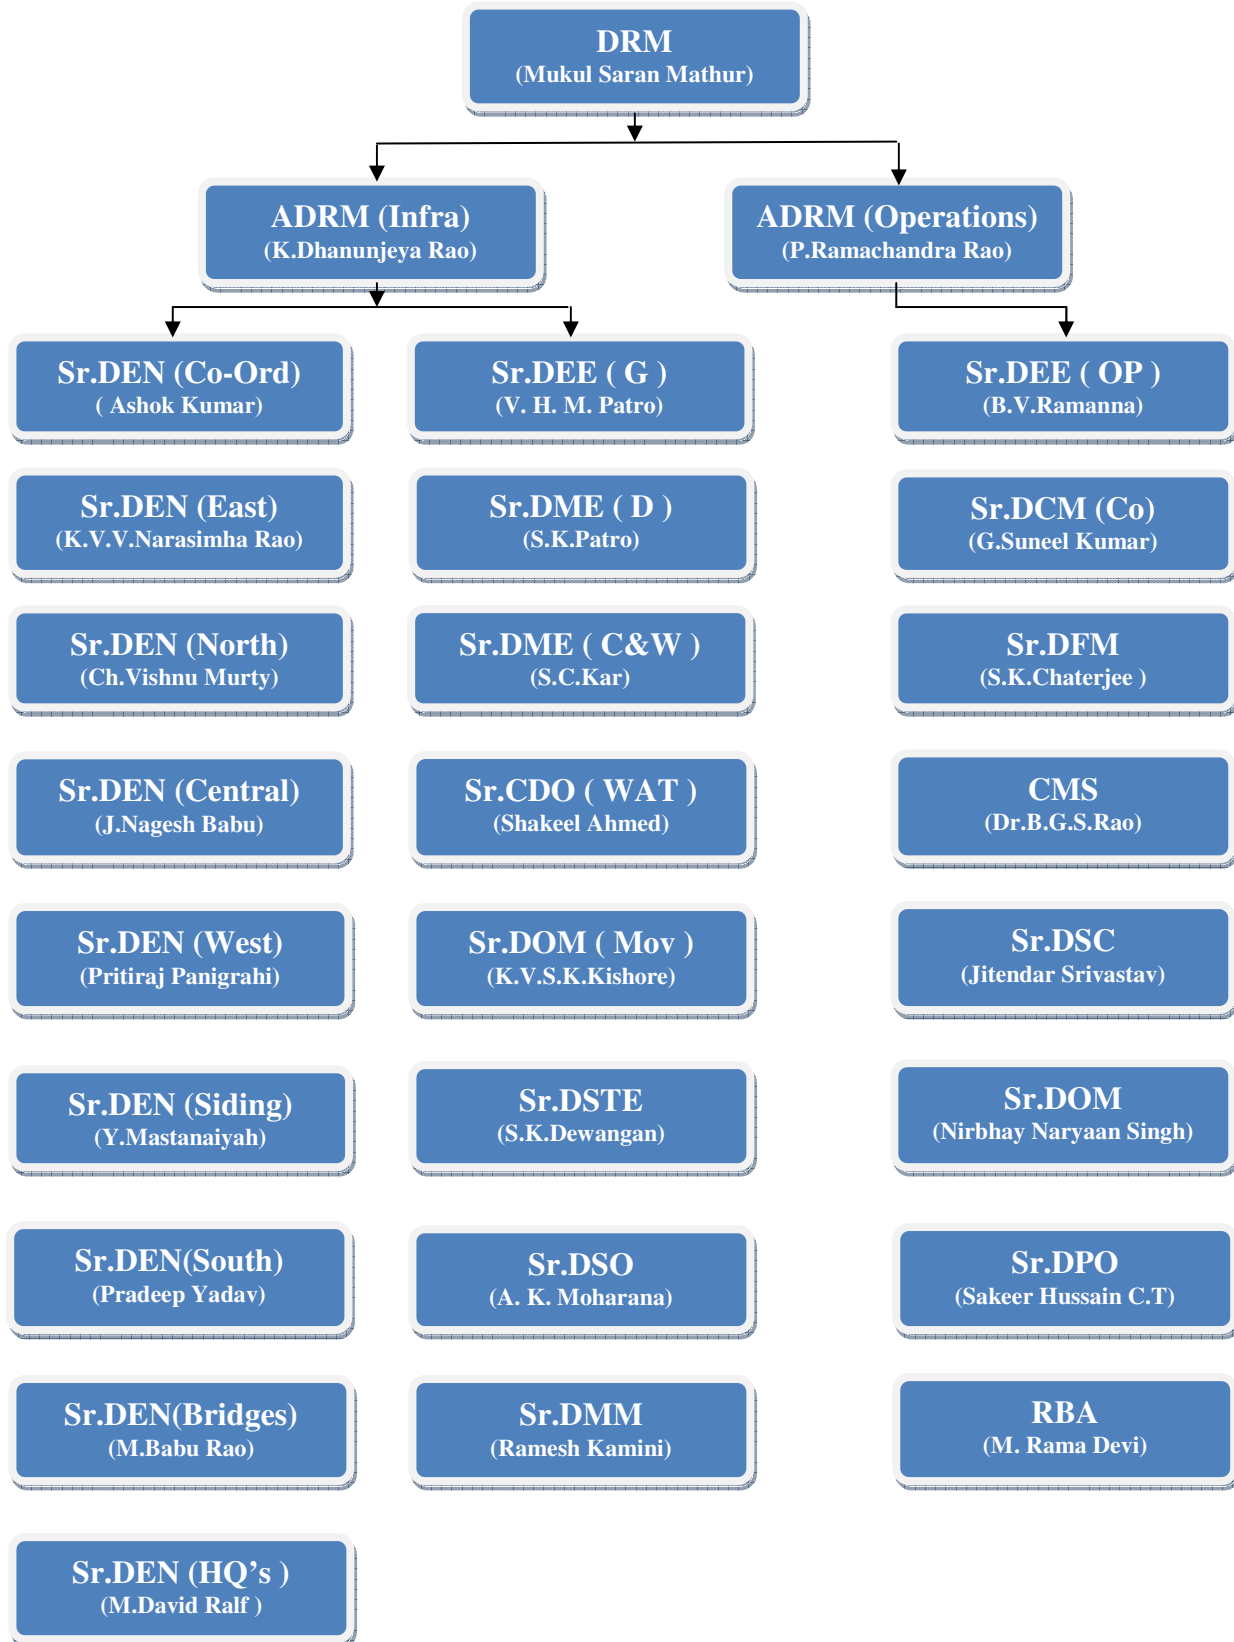 DRM
(Mukul Saran Mathur)
ADRM (Infra)
(K.Dhanunjeya Rao)
ADRM (Operations)
(P.Ramachandra Rao)
Sr.DEN (Co-Ord)
( Ashok Kumar)
Sr.DEE ( G )
(V. H. M. Patro)
Sr.DEE ( OP )
(B.V.Ramanna)
Sr.DEN (East)
(K.V.V.Narasimha Rao)
Sr.DME ( D )
(S.K.Patro)
Sr.DCM (Co)
(G.Suneel Kumar)
Sr.DEN (North)
(Ch.Vishnu Murty)
Sr.DME ( C&W )
(S.C.Kar)
Sr.DFM
(S.K.Chaterjee )
Sr.DEN (Central)
(J.Nagesh Babu)
Sr.CDO ( WAT )
(Shakeel Ahmed)
CMS
(Dr.B.G.S.Rao)
Sr.DEN (West)
(Pritiraj Panigrahi)
Sr.DOM ( Mov )
(K.V.S.K.Kishore)
Sr.DSC
(Jitendar Srivastav)
Sr.DEN (Siding)
(Y.Mastanaiyah)
Sr.DSTE
(S.K.Dewangan)
Sr.DOM
(Nirbhay Naryaan Singh)
Sr.DEN(South)
(Pradeep Yadav)
Sr.DSO
(A. K. Moharana)
Sr.DPO
(Sakeer Hussain C.T)
Sr.DEN(Bridges)
(M.Babu Rao)
Sr.DMM
(Ramesh Kamini)
RBA
(M. Rama Devi)
Sr.DEN (HQ’s )
(M.David Ralf )